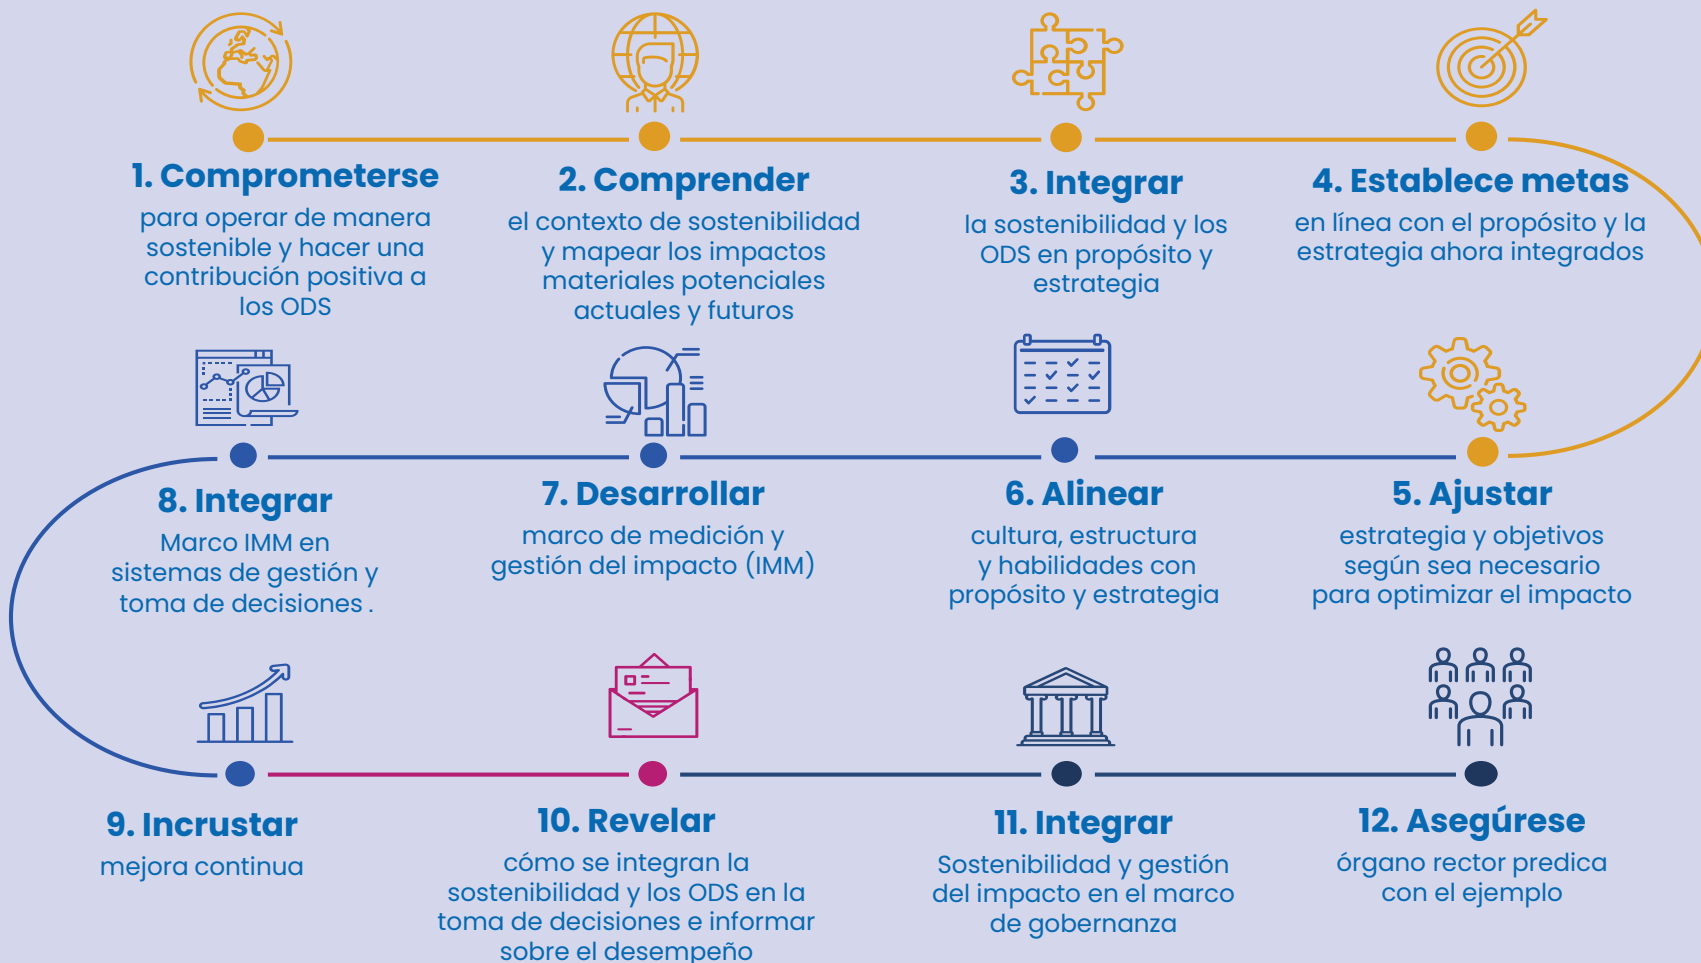 1. Comprometerse
para operar de manera
sostenible y hacer una
contribución positiva a
los ODS
2. Comprender
el contexto de sostenibilidad
y mapear los impactos
materiales potenciales
actuales y futuros
3. Integrar
la sostenibilidad y los
ODS en propósito y
estrategia
4. Establece metas
en línea con el propósito y la
estrategia ahora integrados
5. Ajustar
estrategia y objetivos
según sea necesario
para optimizar el impacto
6. Alinear
cultura, estructura
y habilidades con
propósito y estrategia
7. Desarrollar
marco de medición y
gestión del impacto (IMM)
8. Integrar
Marco IMM en
sistemas de gestión y
toma de decisiones .
9. Incrustar
mejora continua
10. Revelar
cómo se integran la
sostenibilidad y los ODS en la
toma de decisiones e informar
sobre el desempeño
11. Integrar
Sostenibilidad y gestión
del impacto en el marco
de gobernanza
12. Asegúrese
órgano rector predica
con el ejemplo